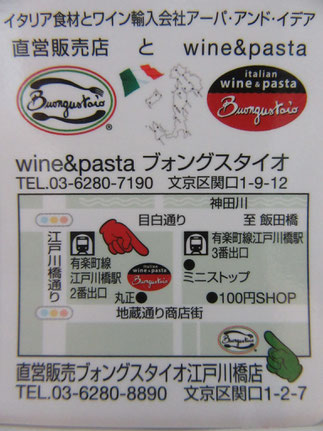 イタリア食材とワイン輸入会社アーパ・アンド・イデア
直営販売店 と wine&pasta
Buongustaio
®
italian
wine & pasta
Buongustaio
wine&pasta ブォングスタイオ
TEL.03-6280-7190 文京区関口1-9-12
神田川
目白通り 至 飯田橋
江戸川橋通り
有楽町線
江戸川橋駅
2番出口
italian
wine & pasta
Buongustaio
有楽町線江戸川橋駅
3番出口
ミニストップ
丸正
100円SHOP
地蔵通り商店街
Buongustaio
直営販売ブォングスタイオ江戸川橋店
TEL.03-6280-8890 文京区関口1-2-7